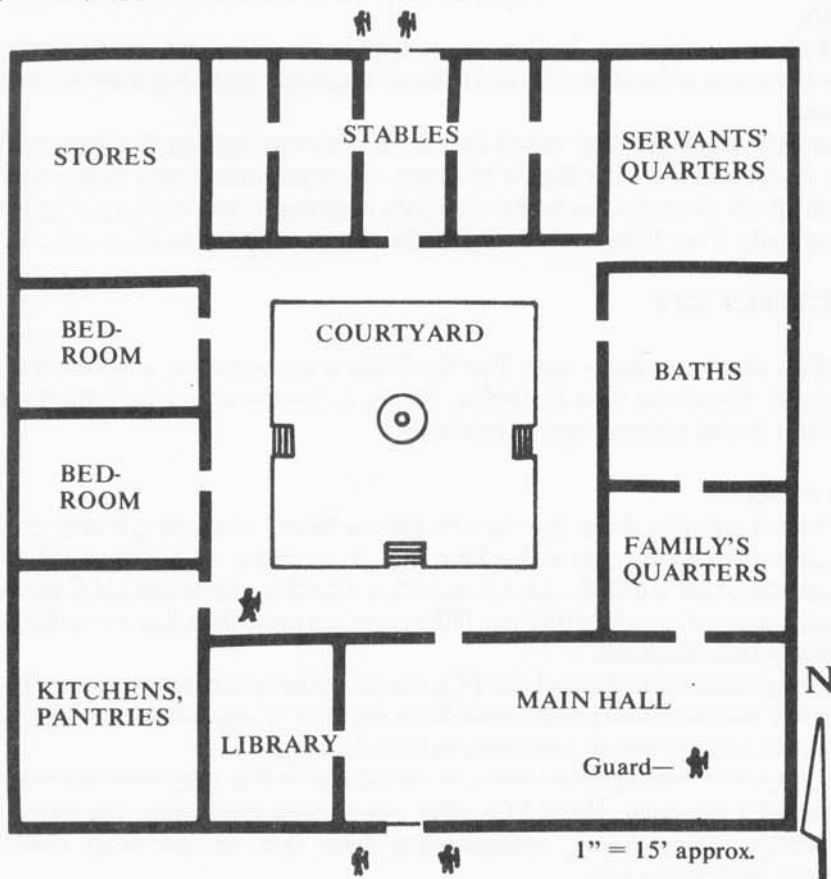 STORES
STABLES
SERVANTS'
QUARTERS
BED-
ROOM
COURTYARD
BATHS
BED-
ROOM
FAMILY'S
QUARTERS
KITCHENS,
PANTRIES
LIBRARY
MAIN HALL
N
Guard—
1" = 15' approx.